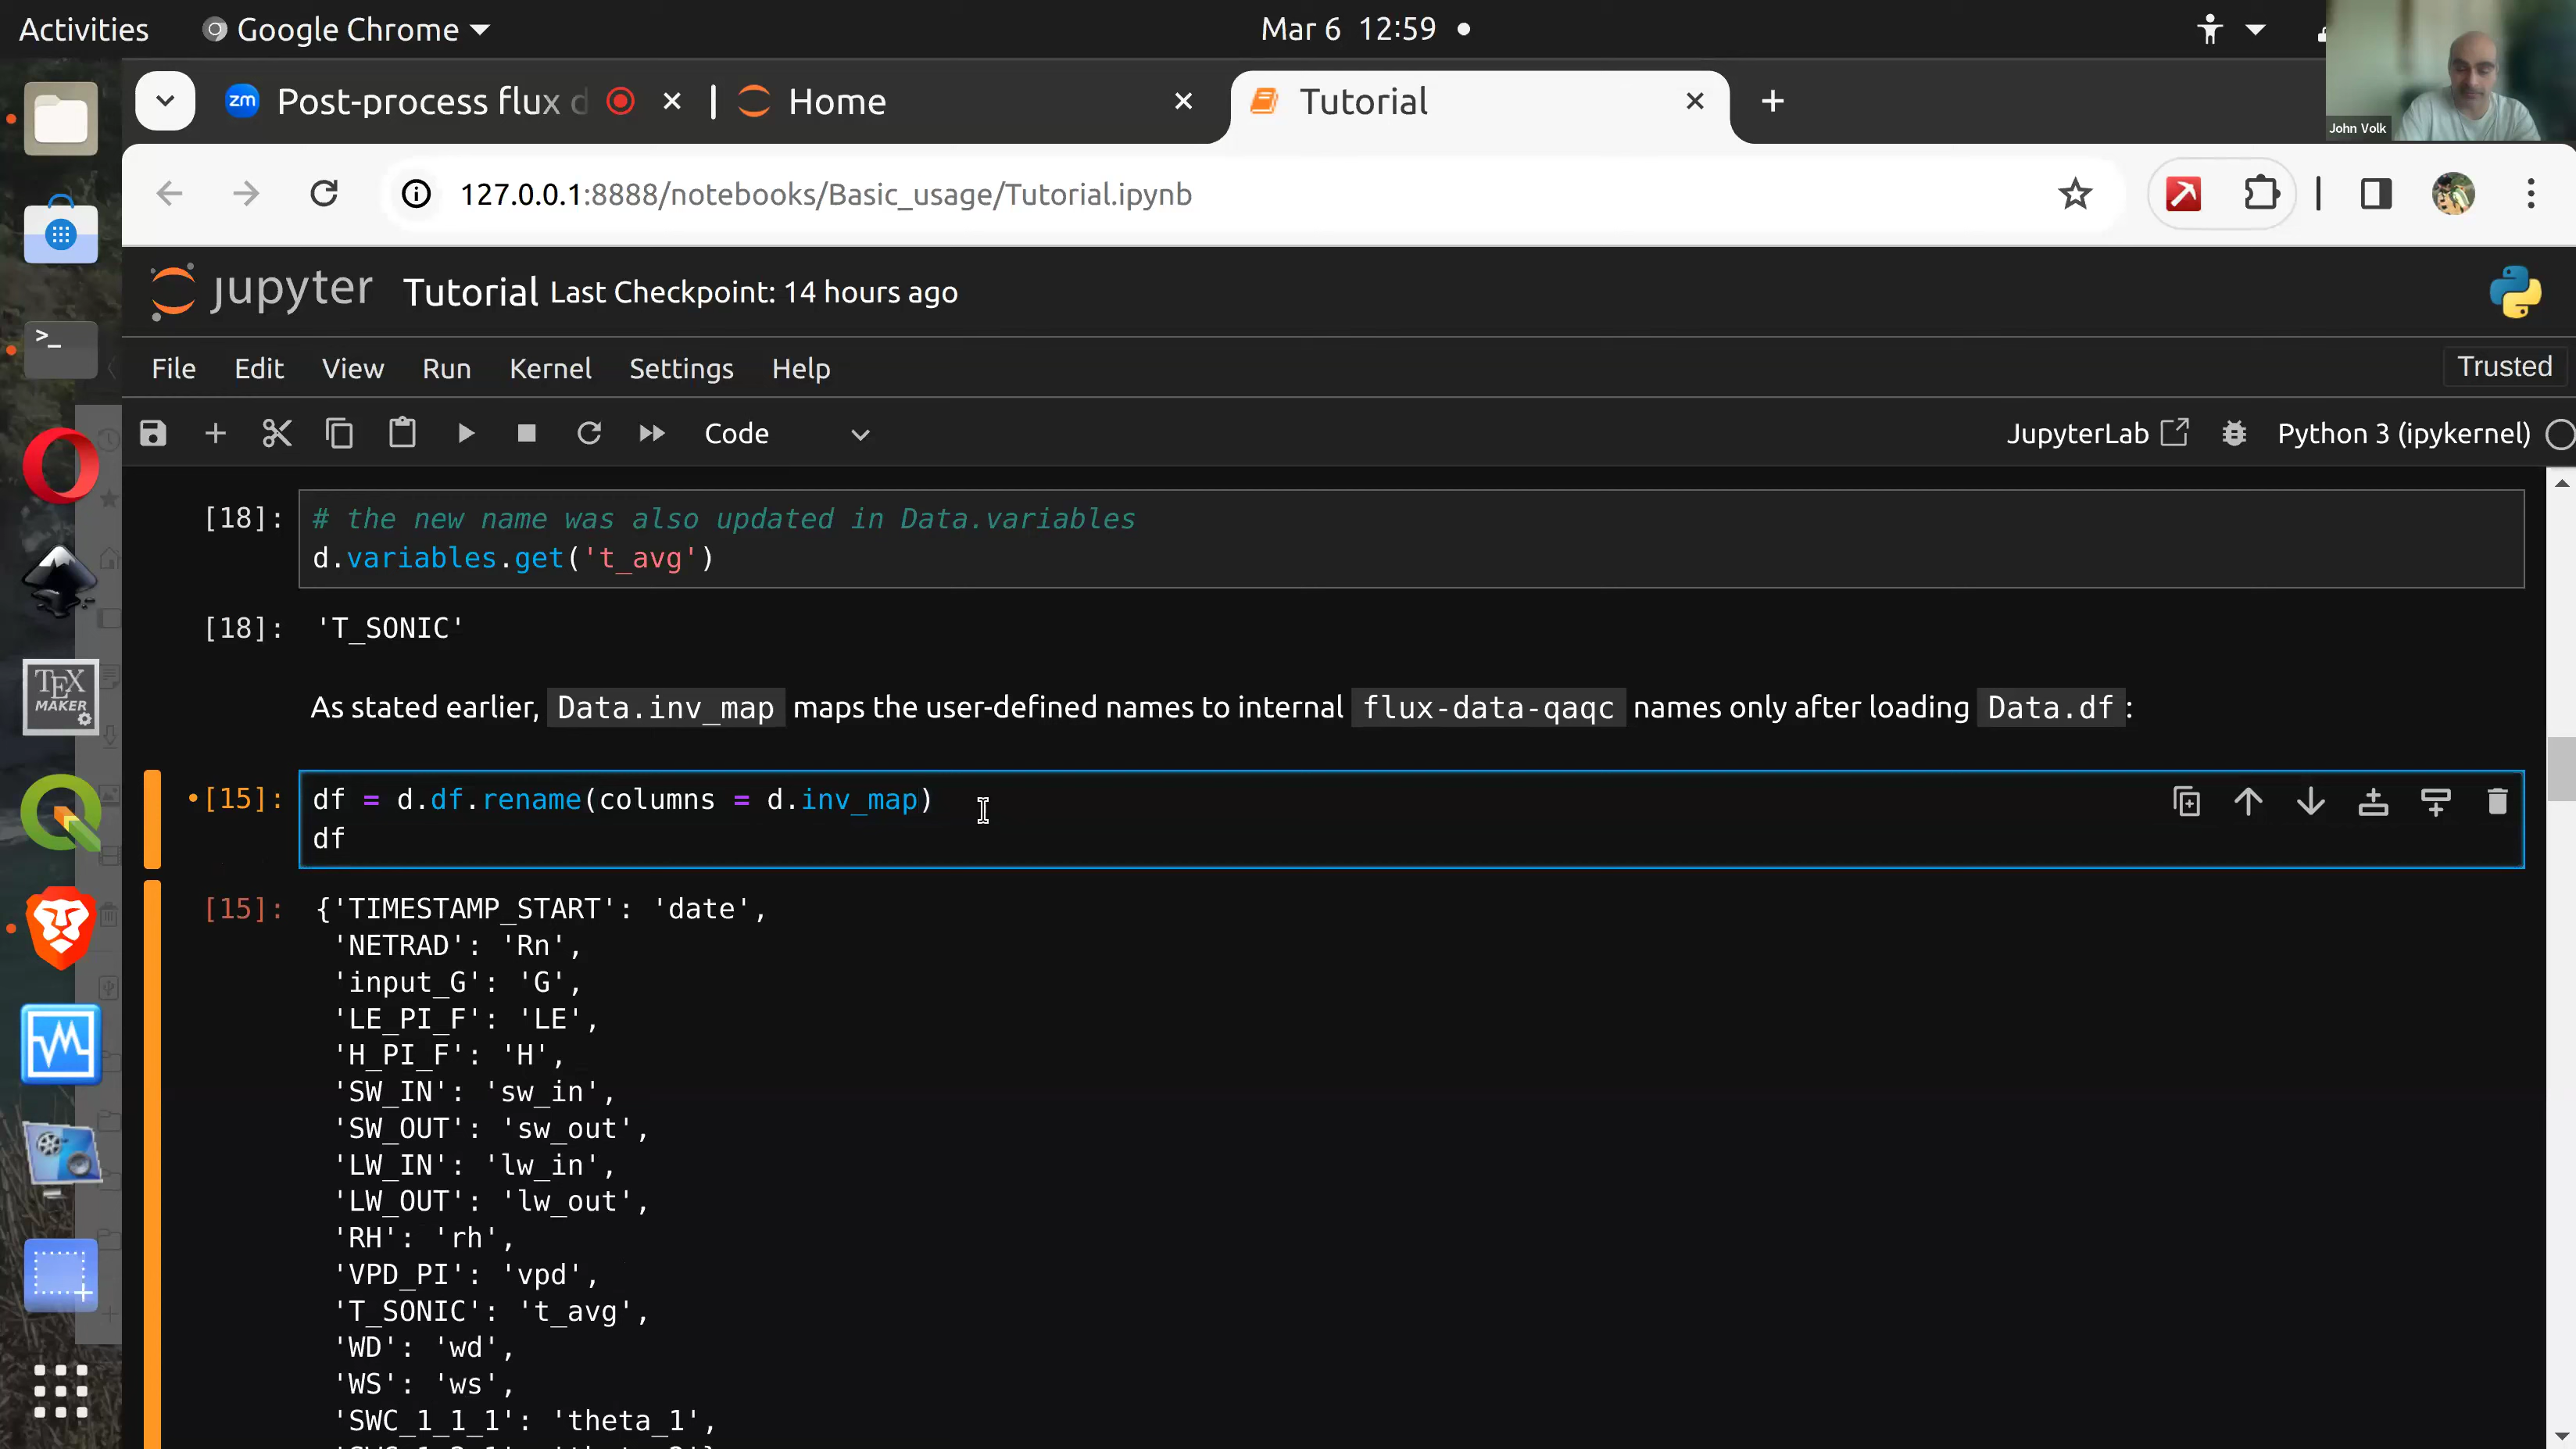 Activities
Google Chrome
Mar 6 12:59
John Volk
zm Post-process flux d
Home
Tutorial
127.0.0.1:8888/notebooks/Basic_usage/Tutorial.ipynb
jupyter Tutorial Last Checkpoint: 14 hours ago
File Edit View Run Kernel Settings Help
Trusted
Code
JupyterLab
Python 3 (ipykernel)
[18]: # the new name was also updated in Data.variables
d.variables.get('t_avg')
[18]: 'T_SONIC'
As stated earlier, Data.inv_map maps the user-defined names to internal flux-data-qaqc names only after loading Data.df :
[15]: df = d.df.rename(columns = d.inv_map)
df
[15]: {'TIMESTAMP_START': 'date',
'NETRAD': 'Rn',
'input_G': 'G',
'LE_PI_F': 'LE',
'H_PI_F': 'H',
'SW_IN': 'sw_in',
'SW_OUT': 'sw_out',
'LW_IN': 'lw_in',
'LW_OUT': 'lw_out',
'RH': 'rh',
'VPD_PI': 'vpd',
'T_SONIC': 't_avg',
'WD': 'wd',
'WS': 'ws',
'SWC_1_1_1': 'theta_1',
TEX
MAKER